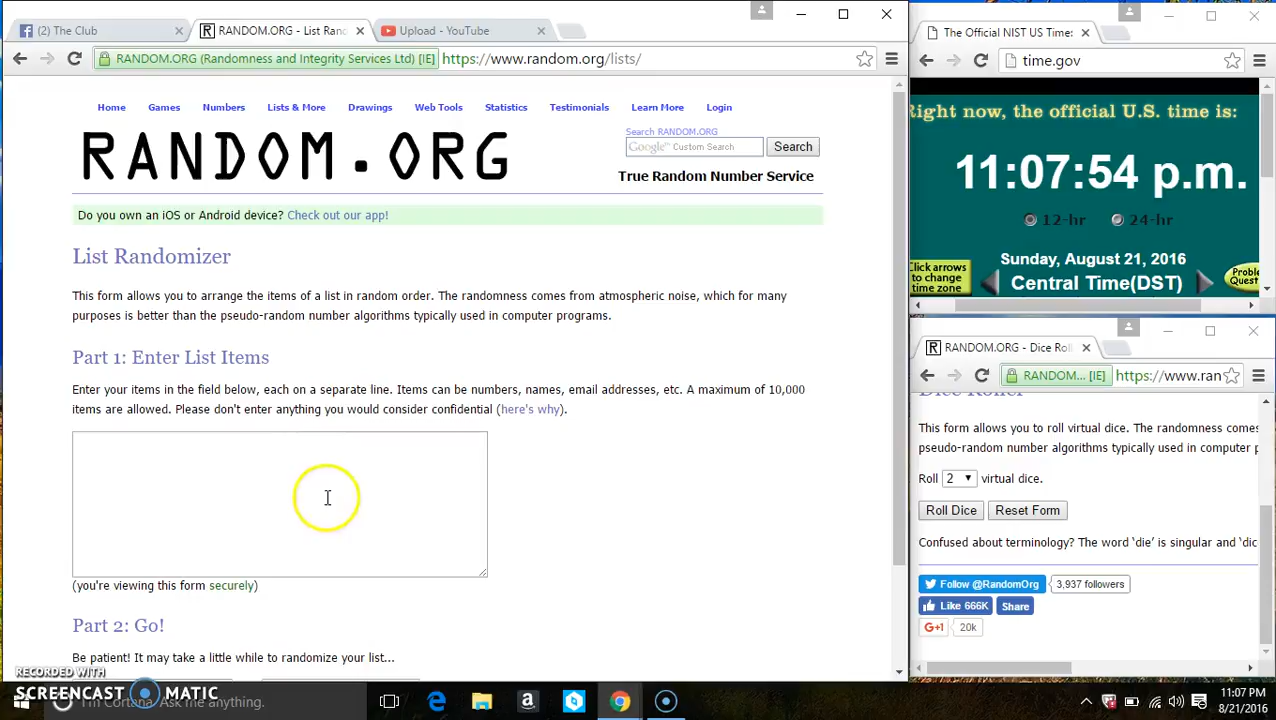 (2) The Club
RANDOM.ORG - List Ran
Upload - YouTube
RANDOM.ORG (Randomness and Integrity Services Ltd) [IE] https://www.random.org/lists/
Home Games Numbers Lists & More Drawings Web Tools Statistics Testimonials Learn More Login
RANDOM.ORG
Search RANDOM.ORG
Google™ Custom Search Search
True Random Number Service
Do you own an iOS or Android device? Check out our app!
List Randomizer
This form allows you to arrange the items of a list in random order. The randomness comes from atmospheric noise, which for many
purposes is better than the pseudo-random number algorithms typically used in computer programs.
Part 1: Enter List Items
Enter your items in the field below, each on a separate line. Items can be numbers, names, email addresses, etc. A maximum of 10,000
items are allowed. Please don't enter anything you would consider confidential (here's why).
(you're viewing this form securely)
Part 2: Go!
Be patient! It may take a little while to randomize your list...
The Official NIST US Time:
time.gov
Right now, the official U.S. time is:
11:07:54 p.m.
12-hr 24-hr
Sunday, August 21, 2016
Central Time(DST)
Click arrows
to change
time zone
Proble
Quest
RANDOM.ORG - Dice Rol
RANDOM... [IE] https://www.ran
Dice Roller
This form allows you to roll virtual dice. The randomness comes
pseudo-random number algorithms typically used in computer p
Roll 2 virtual dice.
Roll Dice Reset Form
Confused about terminology? The word ‘die’ is singular and ‘dic
Follow @RandomOrg 3,937 followers
Like 666K Share
G+1 20k
RECORDED WITH
SCREENCAST MATIC
I'm Cortana. Ask me anything.
11:07 PM
8/21/2016